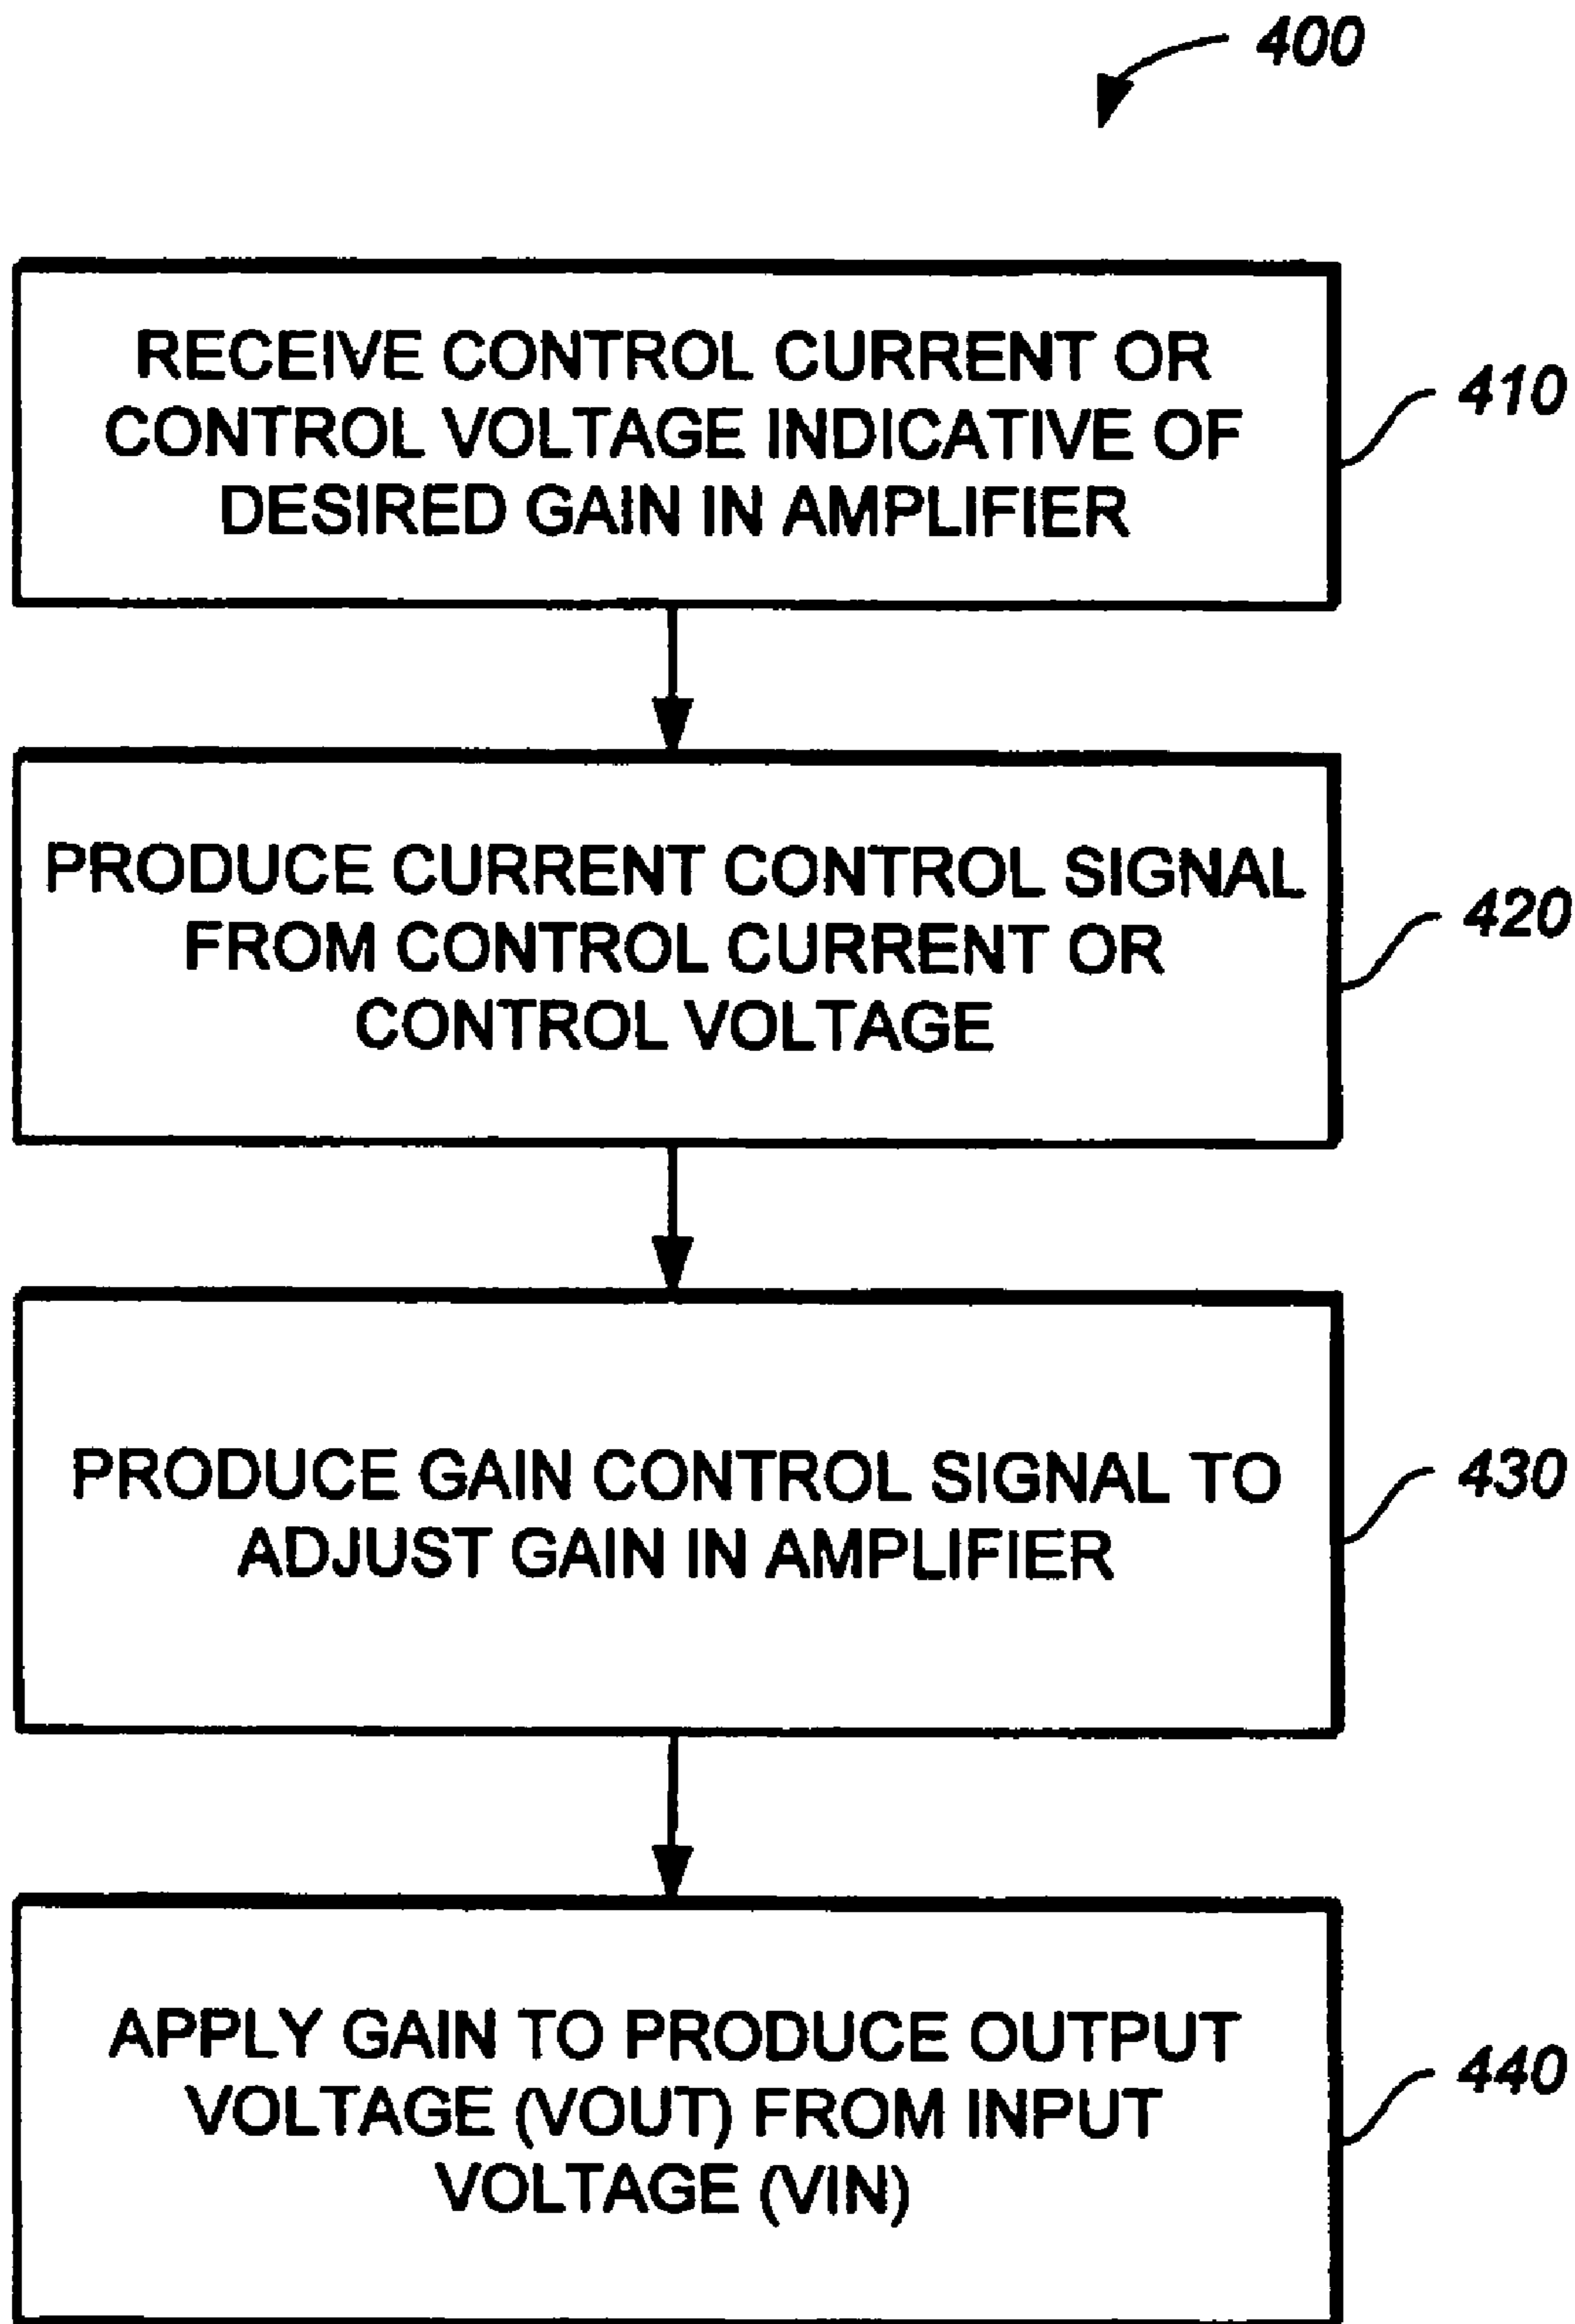 400
RECEIVE CONTROL CURRENT OR
CONTROL VOLTAGE INDICATIVE OF
DESIRED GAIN IN AMPLIFIER
410
PRODUCE CURRENT CONTROL SIGNAL
FROM CONTROL CURRENT OR
CONTROL VOLTAGE
420
PRODUCE GAIN CONTROL SIGNAL TO
ADJUST GAIN IN AMPLIFIER
430
APPLY GAIN TO PRODUCE OUTPUT
VOLTAGE (VOUT) FROM INPUT
VOLTAGE (VIN)
440